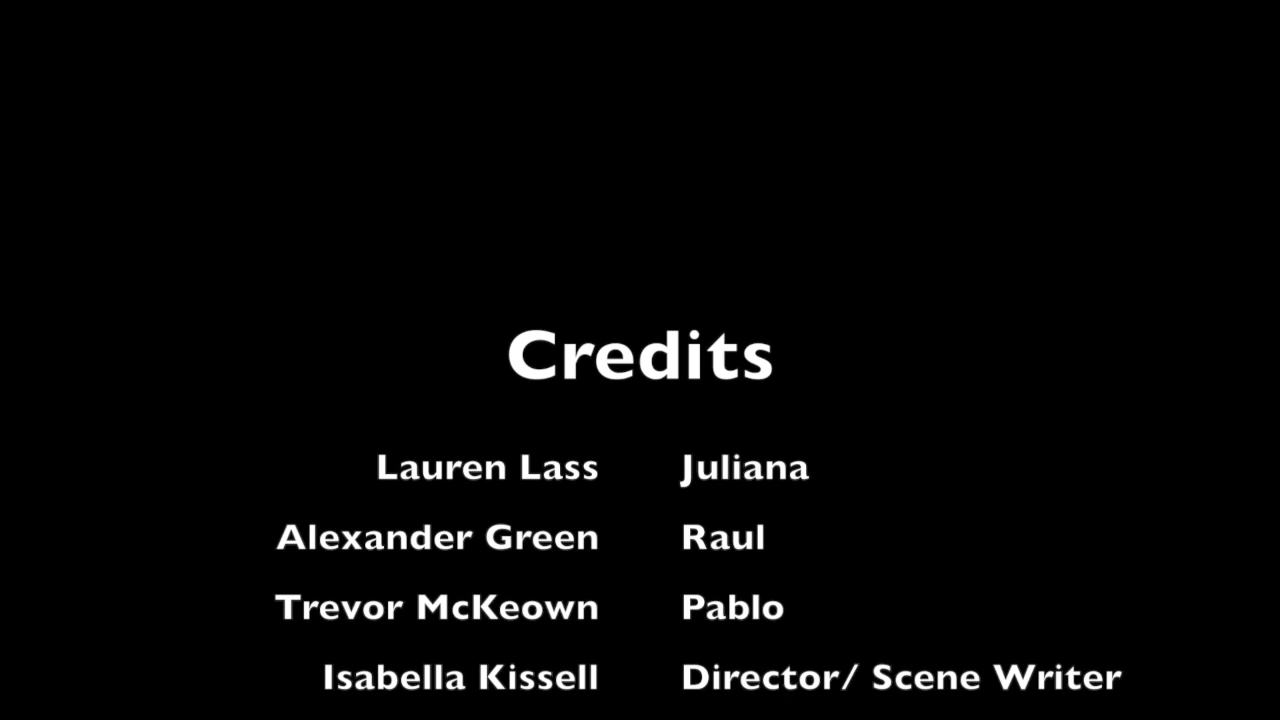 Credits
Lauren Lass Juliana
Alexander Green Raul
Trevor McKeown Pablo
Isabella Kissell Director/ Scene Writer